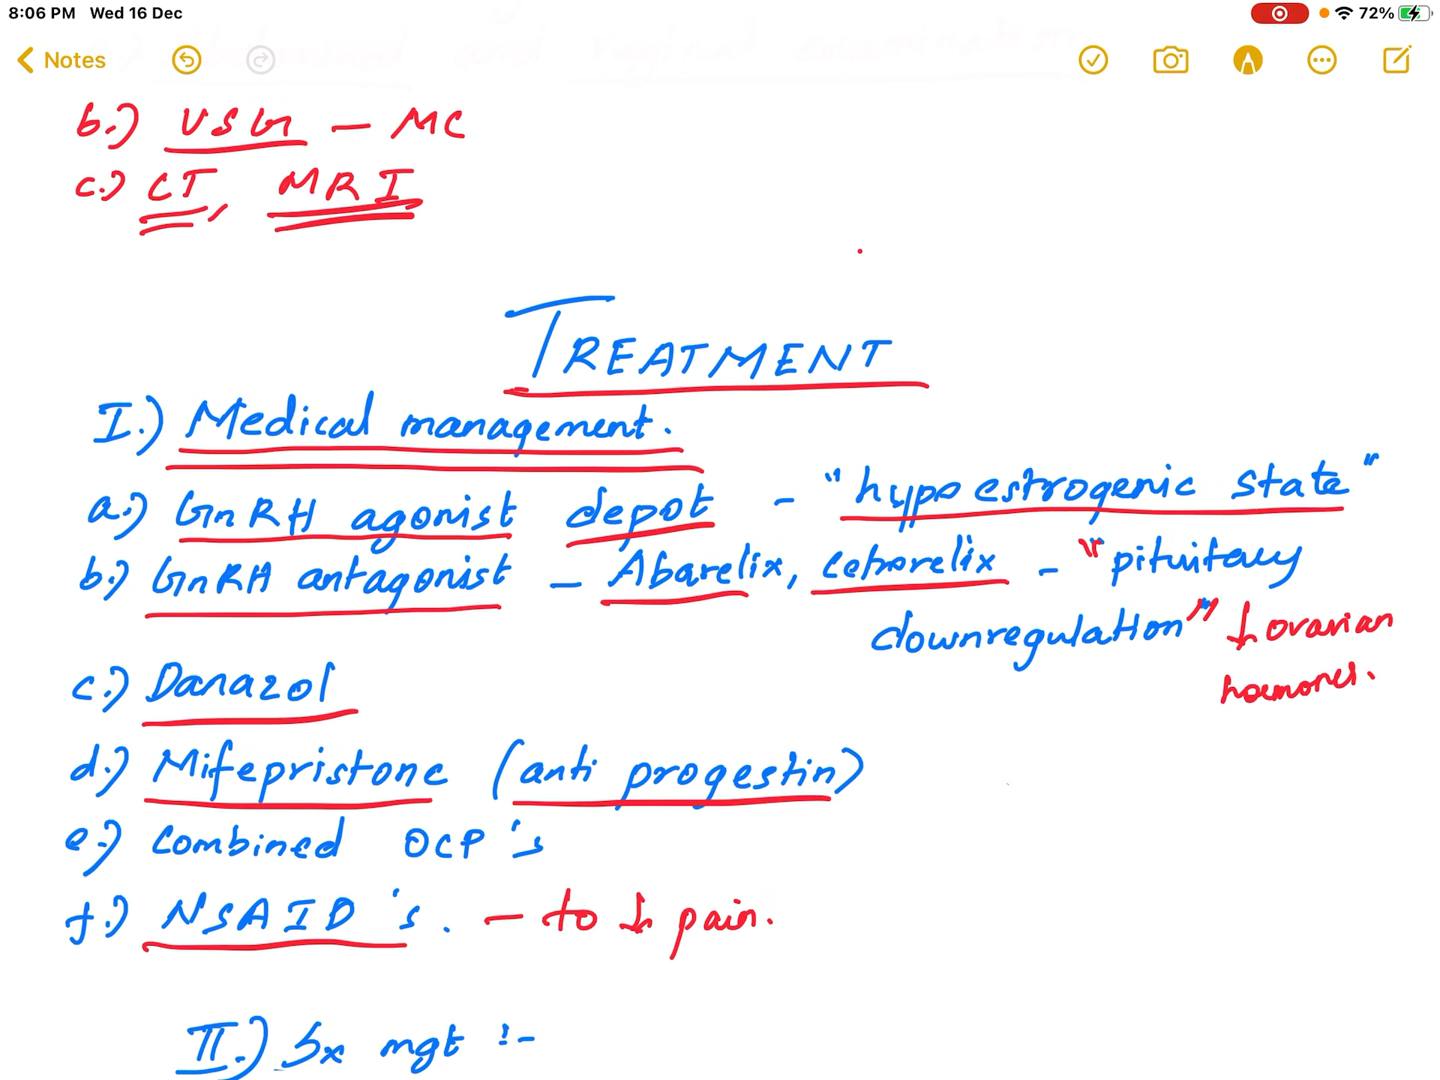 8:06 PM Wed 16 Dec
72%
Notes
b.) USG - MC
c.) CT, MRI
TREATMENT
I.) Medical management.
a.) GnRH agonist depot - "hypoestrogenic state"
b.) GnRH antagonist - Abarelix, cetrorelix - "pituitary
downregulation" ↓ ovarian
hormones.
c.) Danazol
d.) Mifepristone (anti progestin)
e.) Combined OCP's
f.) NSAID's. - to ↓ pain.
II.) Sx mgt :-